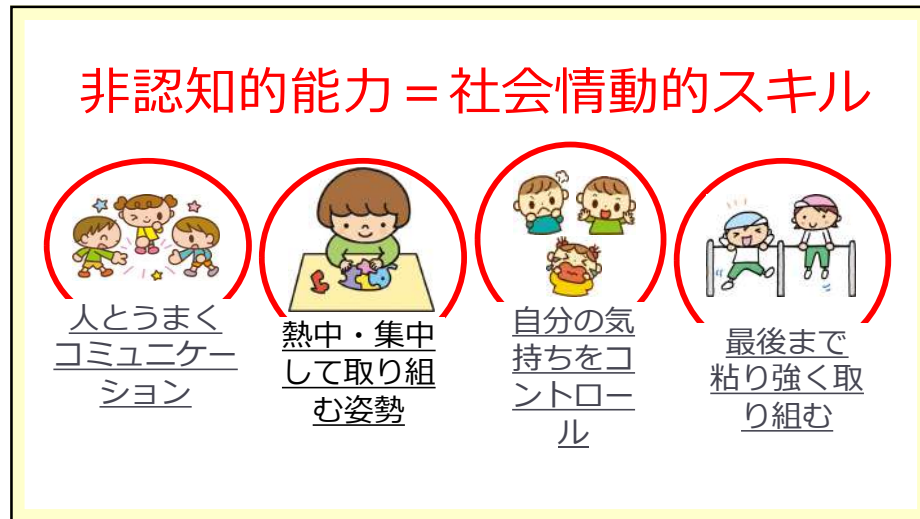 非認知的能力＝社会情動的スキル
人とうまく
コミュニケー
ション
熱中・集中
して取り組
む姿勢
自分の気
持ちをコ
ントロー
ル
最後まで
粘り強く取
り組む